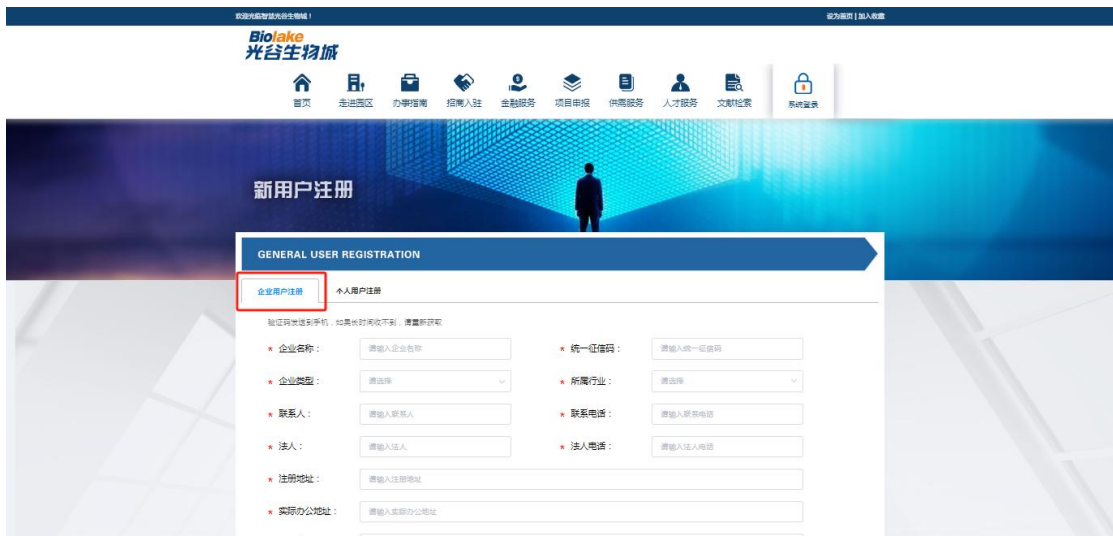 欢迎光临智慧光谷生物城！ 设为首页 | 加入收藏
Biolake
光谷生物城
首页 走进园区 办事指南 招商入驻 金融服务 项目申报 供需服务 人才服务 文献检索 系统登录
新用户注册
GENERAL USER REGISTRATION
企业用户注册 个人用户注册
验证码发送到手机，如果长时间收不到，请重新获取
* 企业名称： 请输入企业名称 * 统一征信码： 请输入统一征信码
* 企业类型： 请选择 * 所属行业： 请选择
* 联系人： 请输入联系人 * 联系电话： 请输入联系电话
* 法人： 请输入法人 * 法人电话： 请输入法人电话
* 注册地址： 请输入注册地址
* 实际办公地址： 请输入实际办公地址